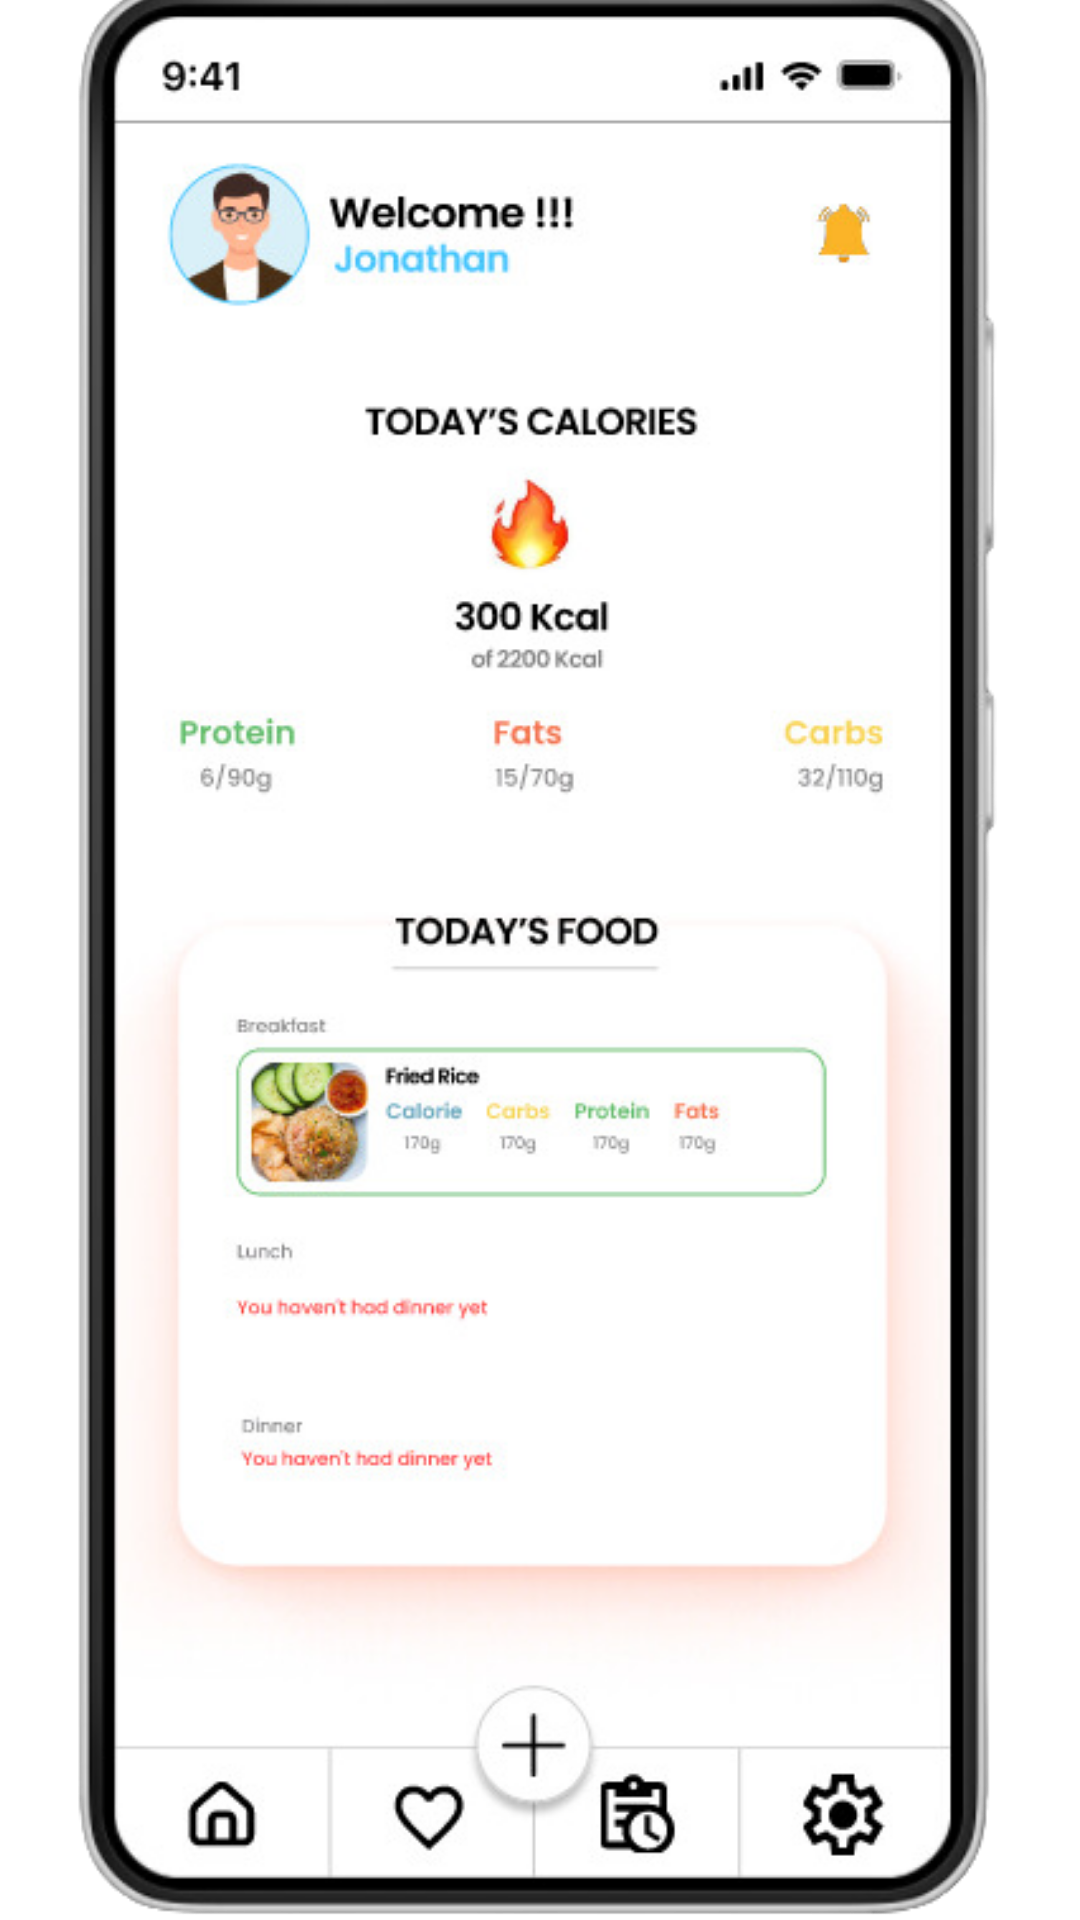 9:41
Welcome !!!
Jonathan
TODAY'S CALORIES
300 Kcal
of 2200 Kcal
Protein Fats Carbs
6/90g 15/70g 32/110g
TODAY'S FOOD
Breakfast
Fried Rice
Calorie Carbs Protein Fats
170g 170g 170g 170g
Lunch
You haven't had dinner yet
Dinner
You haven't had dinner yet